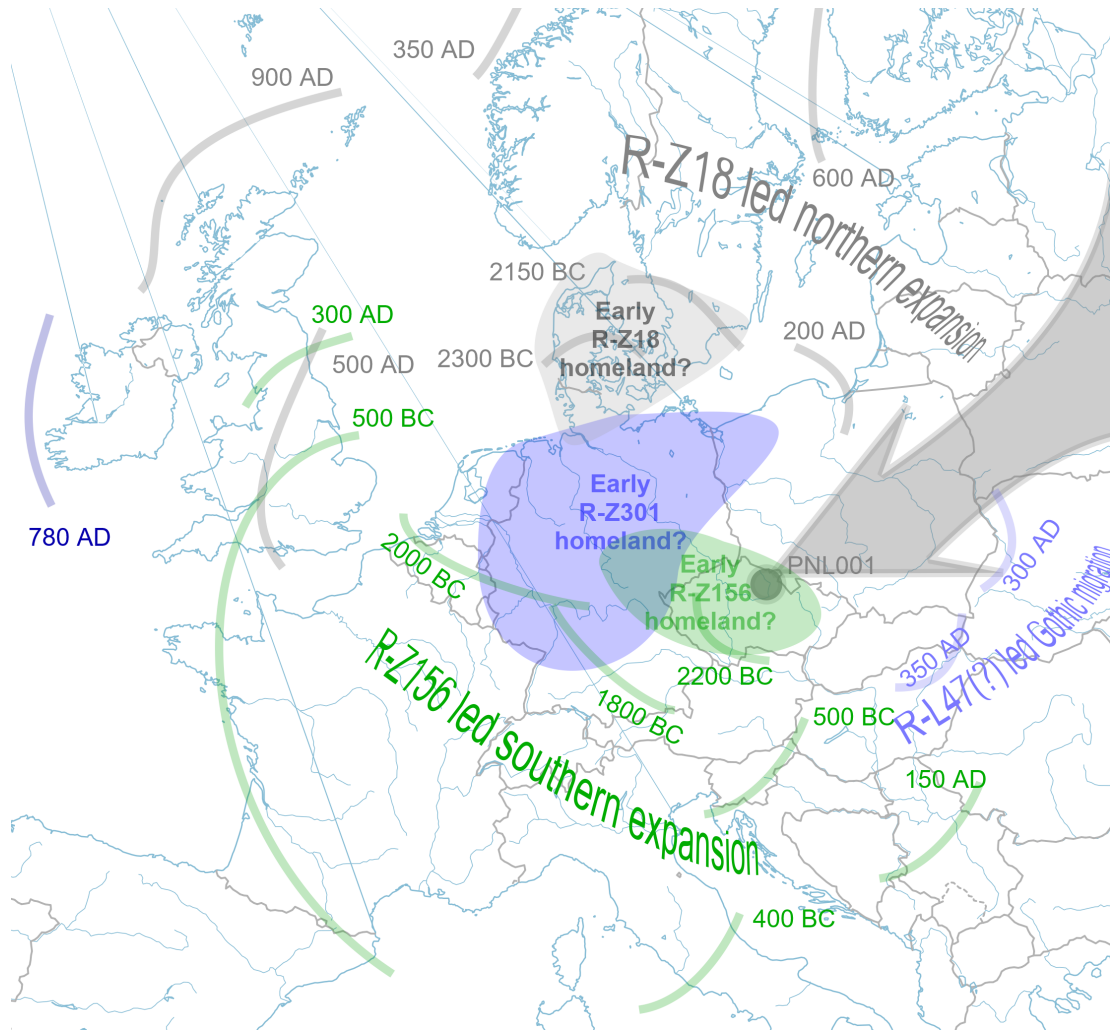 350 AD
900 AD
R-Z18 led northern expansion
600 AD
2150 BC
300 AD
Early
R-Z18
homeland?
200 AD
2300 BC
500 AD
500 BC
Early
R-Z301
homeland?
780 AD
2000 BC
300 AD
PNL001
Early
R-Z156
homeland?
R-Z156 led southern expansion
2200 BC
350 AD
R-L47(?) led Gothic migration
1800 BC
500 BC
150 AD
400 BC